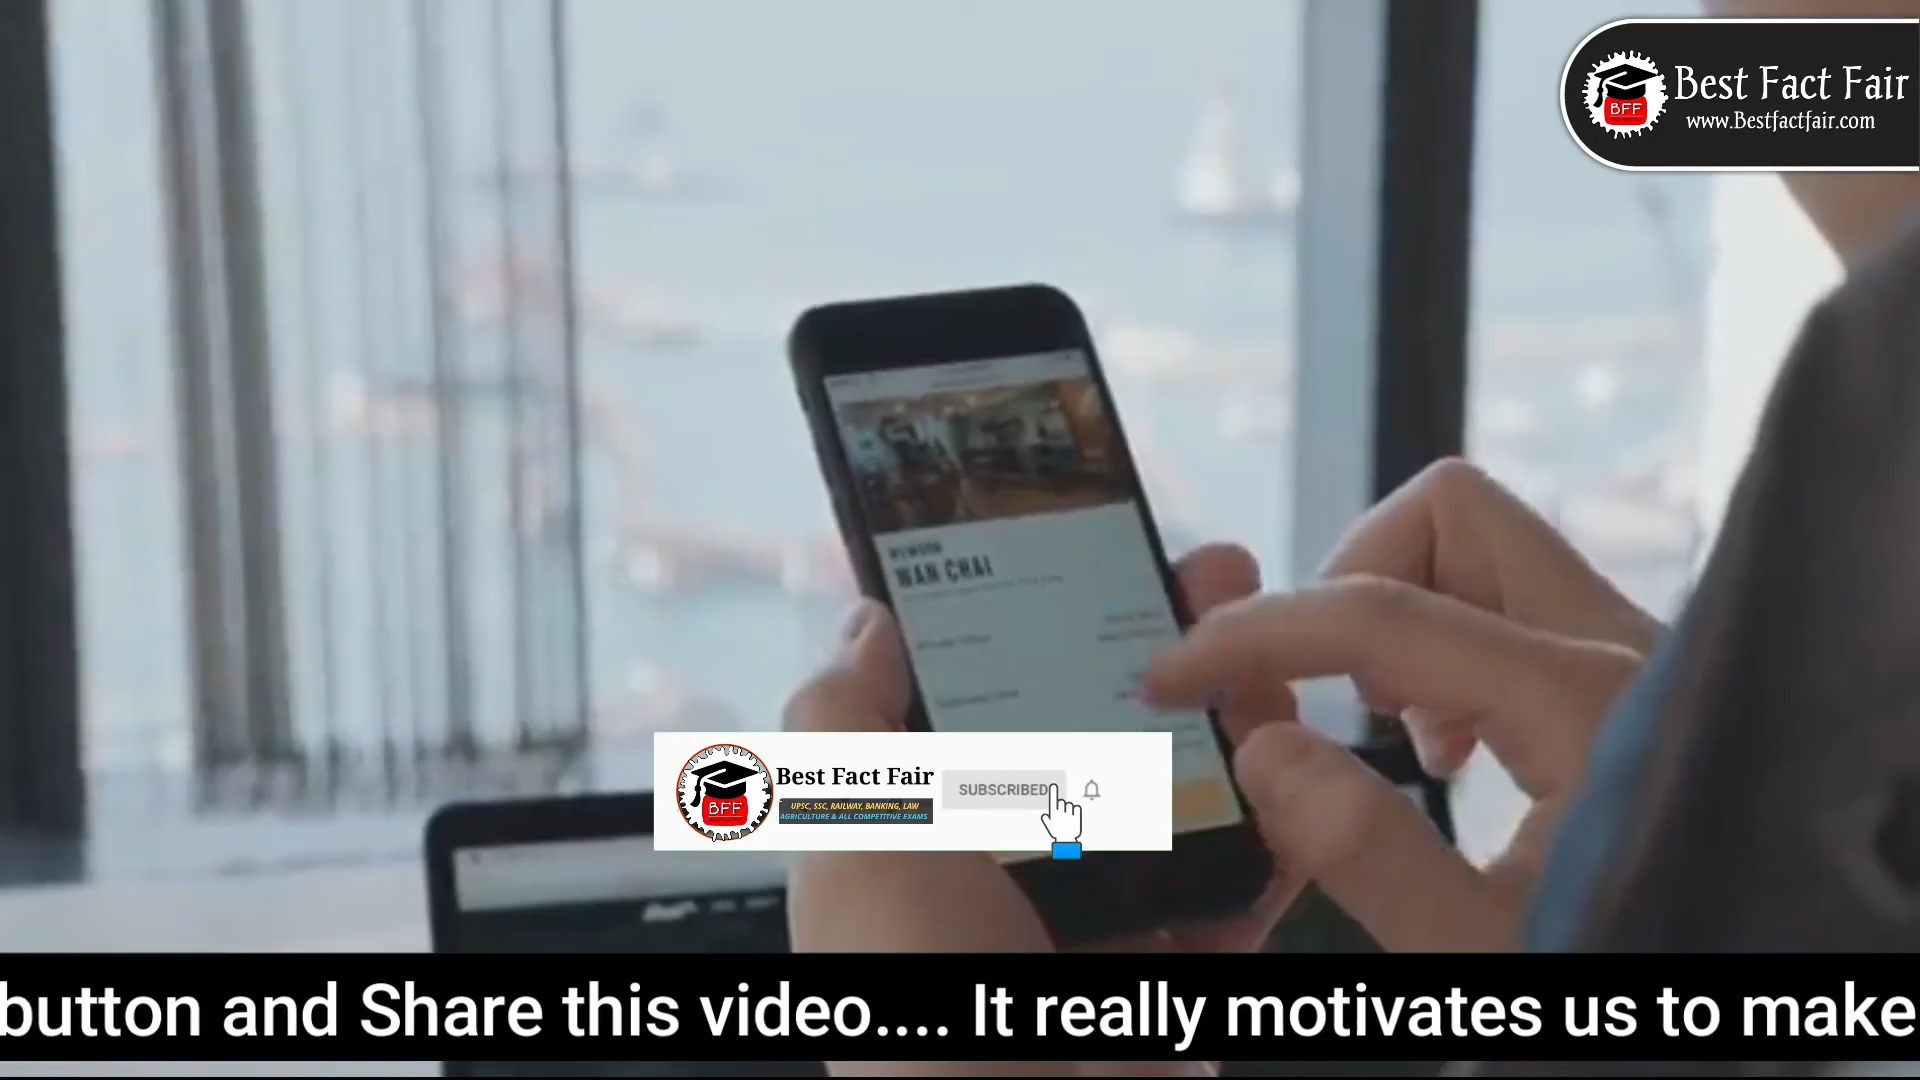 Best Fact Fair
BFF
www.Bestfactfair.com
WEWORK
WAN CHAI
BFF
Best Fact Fair
UPSC, SSC, RAILWAY, BANKING, LAW
AGRICULTURE & ALL COMPETITIVE EXAMS
SUBSCRIBED
button and Share this video.... It really motivates us to make